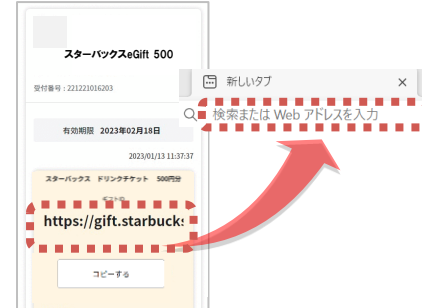 スターバックスeGift 500
受付番号 : 221221016203
新しいタブ
検索または Web アドレスを入力
有効期限 2023年02月18日
2023/01/13 11:37:37
スターバックス ドリンクチケット 500円分
https://gift.starbucks
コピーする